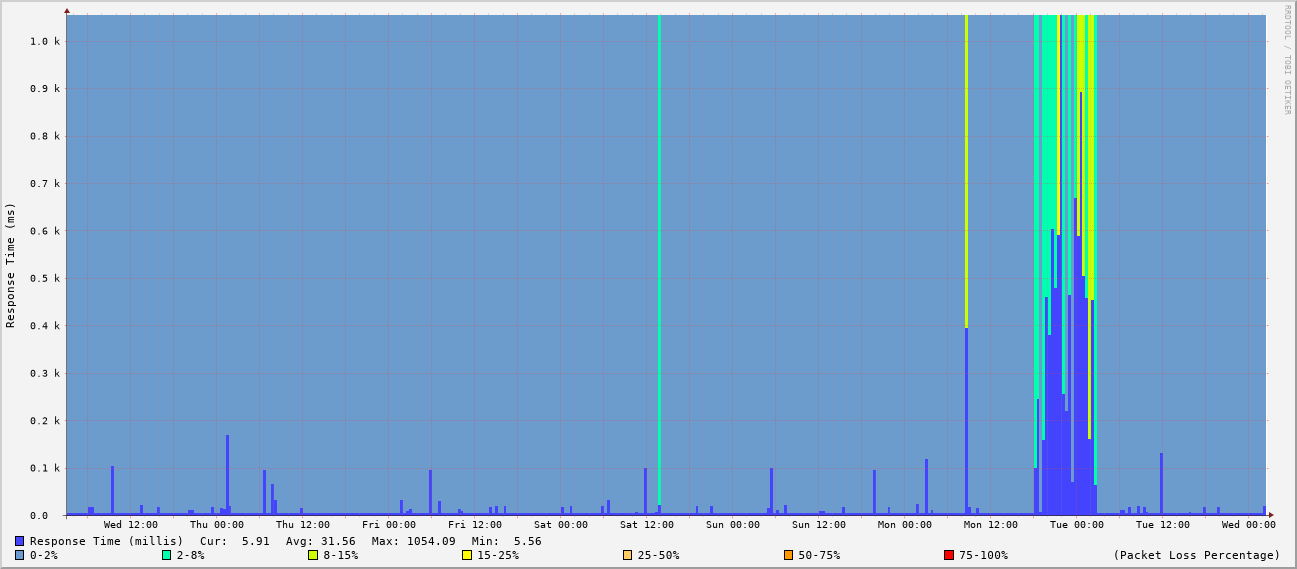 RRDTOOL / TOBI OETIKER
Response Time (ms)
1.0 k
0.9 k
0.8 k
0.7 k
0.6 k
0.5 k
0.4 k
0.3 k
0.2 k
0.1 k
0.0
Wed 12:00 Thu 00:00 Thu 12:00 Fri 00:00 Fri 12:00 Sat 00:00 Sat 12:00 Sun 00:00 Sun 12:00 Mon 00:00 Mon 12:00 Tue 00:00 Tue 12:00 Wed 00:00
Response Time (millis) Cur: 5.91 Avg: 31.56 Max: 1054.09 Min: 5.56
0-2% 2-8% 8-15% 15-25% 25-50% 50-75% 75-100% (Packet Loss Percentage)